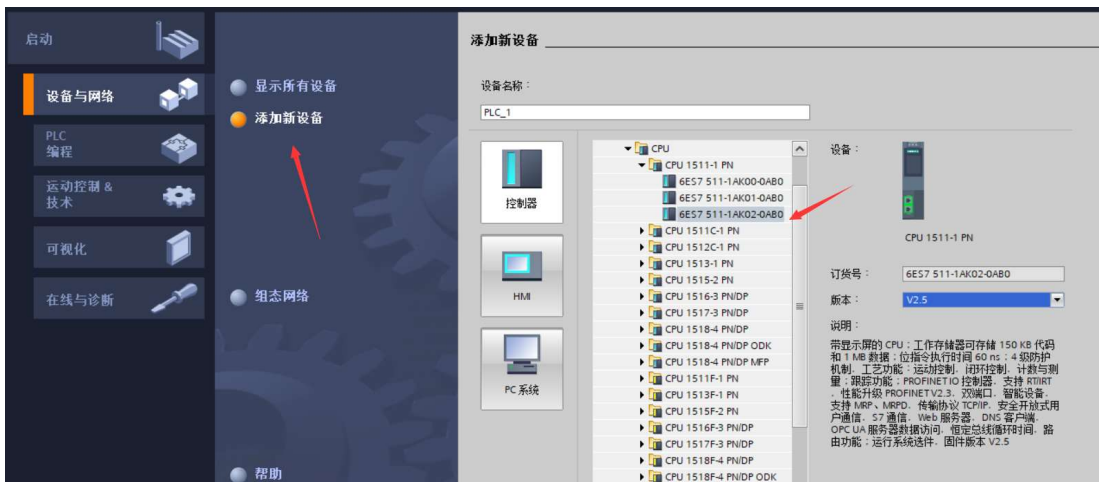 启动
设备与网络
PLC
编程
运动控制 &
技术
可视化
在线与诊断
显示所有设备
添加新设备
组态网络
帮助
添加新设备
设备名称：
PLC_1
控制器
HMI
PC 系统
CPU
CPU 1511-1 PN
6ES7 511-1AK00-0AB0
6ES7 511-1AK01-0AB0
6ES7 511-1AK02-0AB0
CPU 1511C-1 PN
CPU 1512C-1 PN
CPU 1513-1 PN
CPU 1515-2 PN
CPU 1516-3 PN/DP
CPU 1517-3 PN/DP
CPU 1518-4 PN/DP
CPU 1518-4 PN/DP ODK
CPU 1518-4 PN/DP MFP
CPU 1511F-1 PN
CPU 1513F-1 PN
CPU 1515F-2 PN
CPU 1516F-3 PN/DP
CPU 1517F-3 PN/DP
CPU 1518F-4 PN/DP
CPU 1518F-4 PN/DP ODK
设备：
CPU 1511-1 PN
订货号：
6ES7 511-1AK02-0AB0
版本：
V2.5
说明：
带显示屏的 CPU；工作存储器可存储 150 KB 代码
和 1 MB 数据；位指令执行时间 60 ns；4 级防护
机制，工艺功能：运动控制，闭环控制，计数与测
量；跟踪功能；PROFINET IO 控制器，支持 RT/IRT
，性能升级 PROFINET V2.3，双端口，智能设备，
支持 MRP、MRPD，传输协议 TCP/IP，安全开放式用
户通信，S7 通信，Web 服务器，DNS 客户端，
OPC UA 服务器数据访问，恒定总线循环时间，路
由功能；运行系统选件，固件版本 V2.5